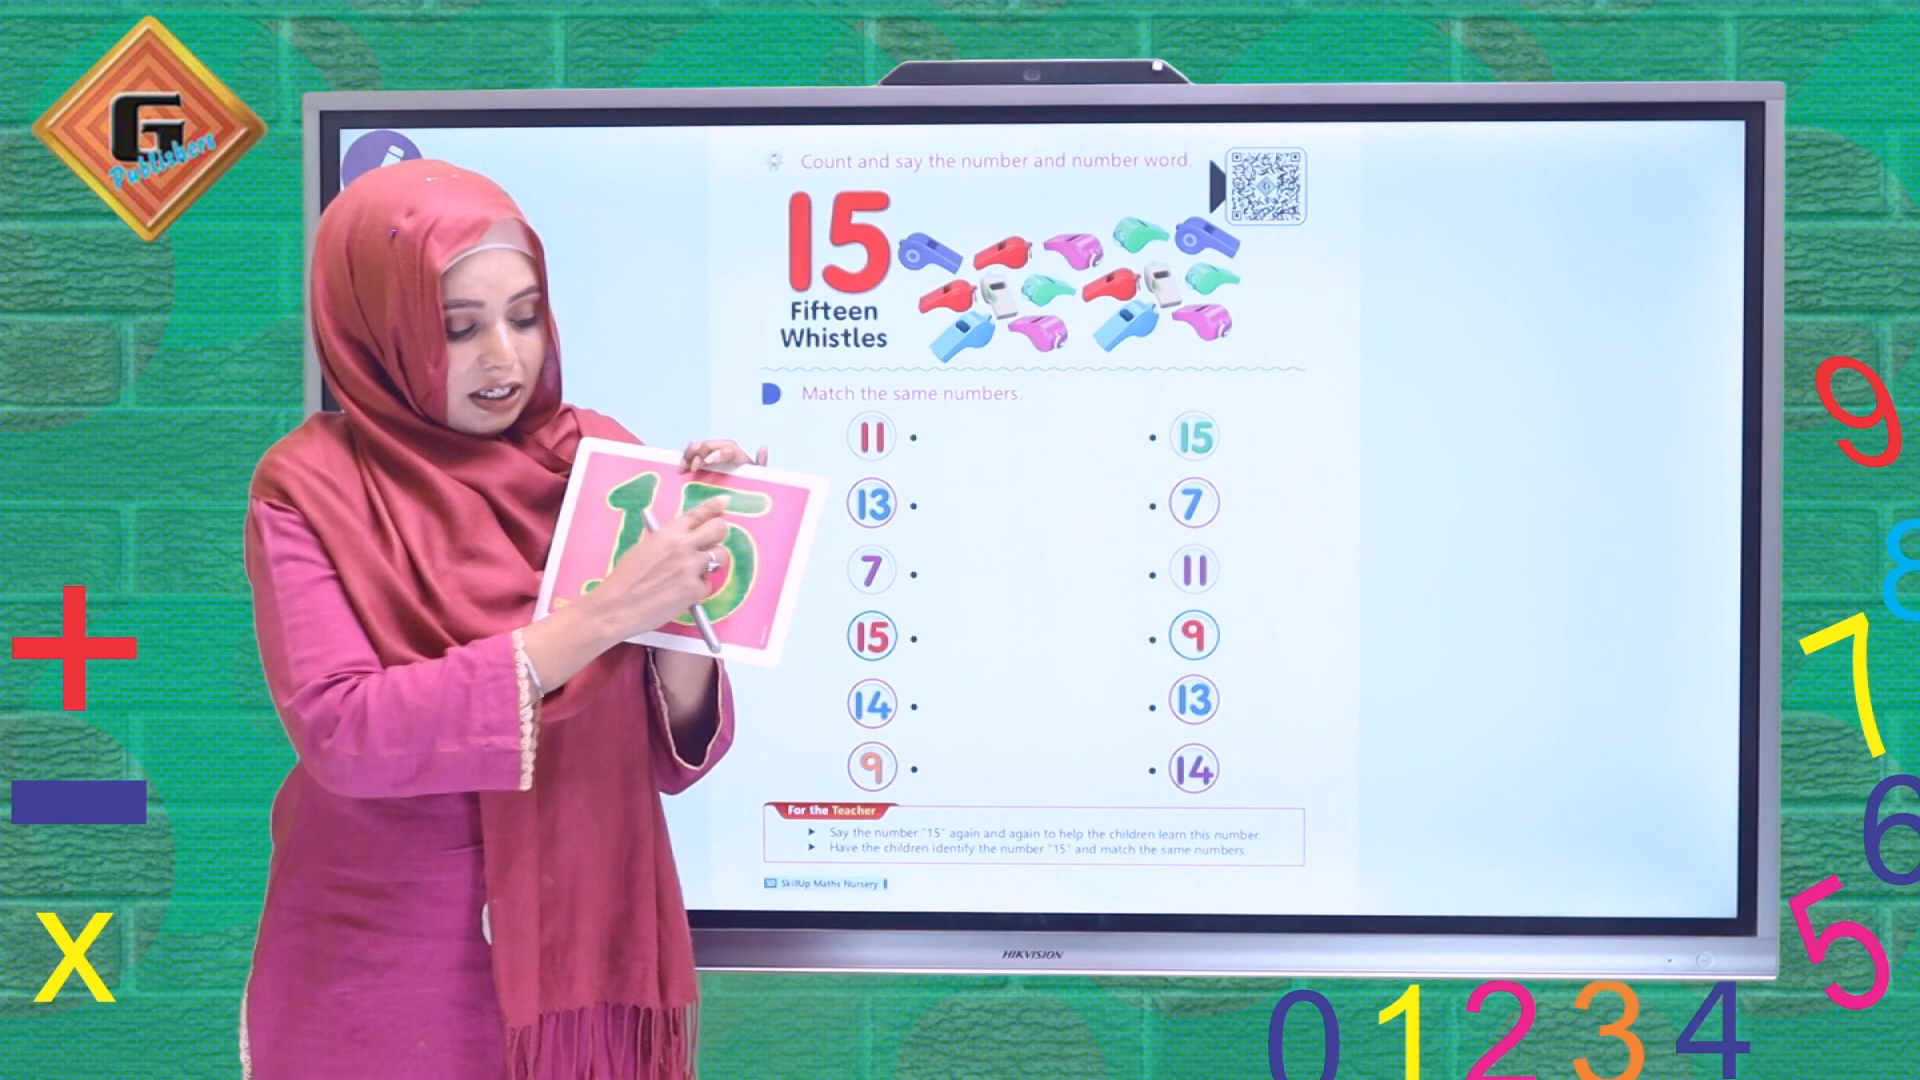 G
Publishers
Count and say the number and number word.
15
Fifteen
Whistles
Match the same numbers.
11 15
13 7
7 11
15 9
14 13
9 14
For the Teacher
Say the number "15" again and again to help the children learn this number.
Have the children identify the number "15" and match the same numbers.
50 SkillUp Maths Nursery
HIKVISION
15
+
−
x
9
8
7
6
5
0 1 2 3 4